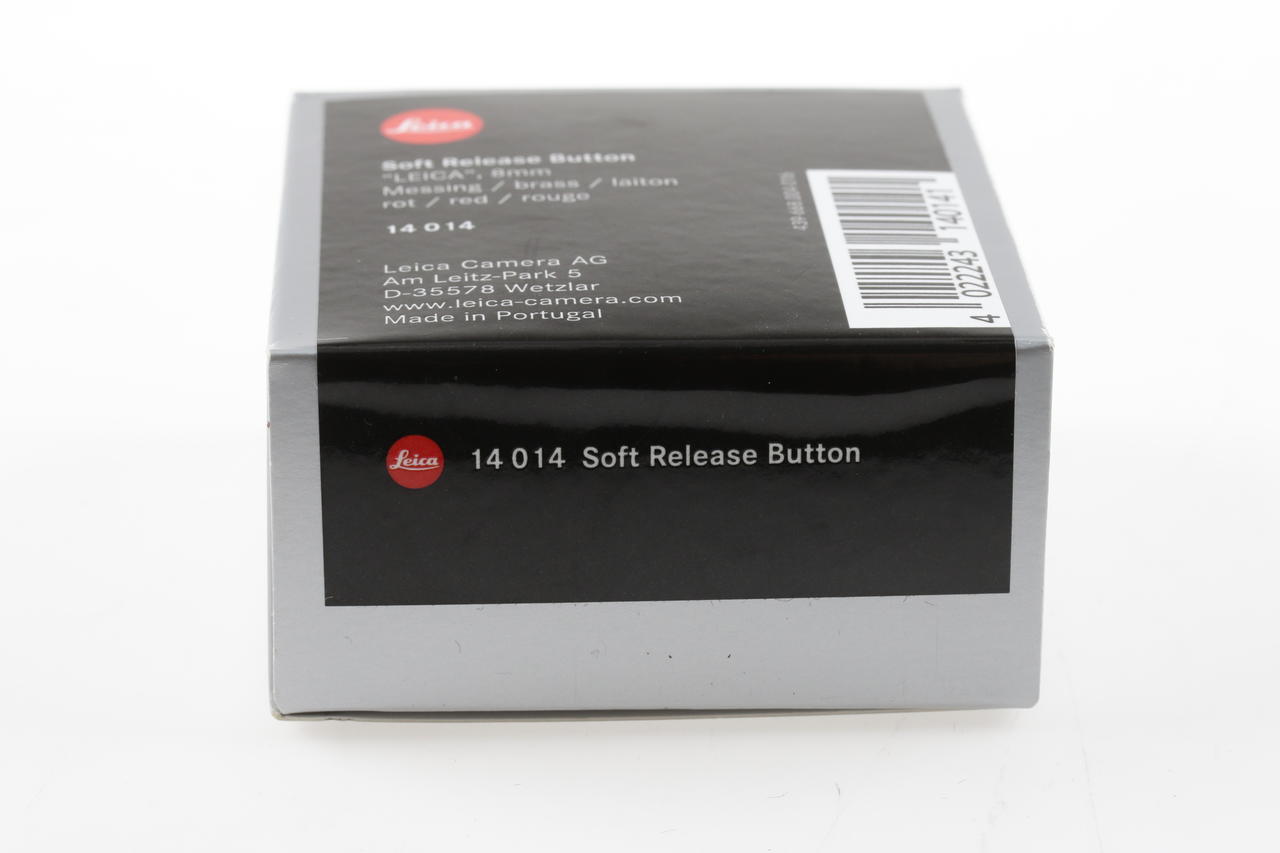 Leica
Soft Release Button
"LEICA", 8mm
Messing / brass / laiton
rot / red / rouge
14 014
Leica Camera AG
Am Leitz-Park 5
D-35578 Wetzlar
www.leica-camera.com
Made in Portugal
4 022243 140141
Leica
14 014 Soft Release Button